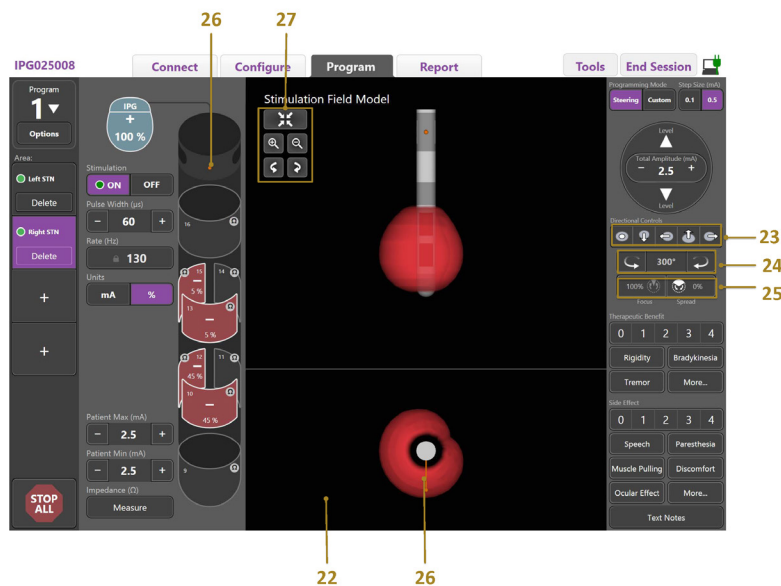 26
27
IPG025008
Connect
Configure
Program
Report
Tools
End Session
Program
1
Options
Area:
Left STN
Delete
Right STN
Delete
+
+
STOP
ALL
IPG
+
100 %
Stimulation
ON OFF
Pulse Width (µs)
− 60 +
Rate (Hz)
130
Units
mA %
Patient Max (mA)
− 2.5 +
Patient Min (mA)
− 2.5 +
Impedance (Ω)
Measure
16
15
5 %
14
13
5 %
12
45 %
11
10
45 %
9
Stimulation Field Model
Programming Mode Step Size (mA)
Steering Custom 0.1 0.5
Level
Total Amplitude (mA)
− 2.5 +
Level
Directional Controls
23
300°
24
100% 0%
25
Focus Spread
Therapeutic Benefit
0 1 2 3 4
Rigidity Bradykinesia
Tremor More...
Side Effect
0 1 2 3 4
Speech Paresthesia
Muscle Pulling Discomfort
Ocular Effect More...
Text Notes
22
26